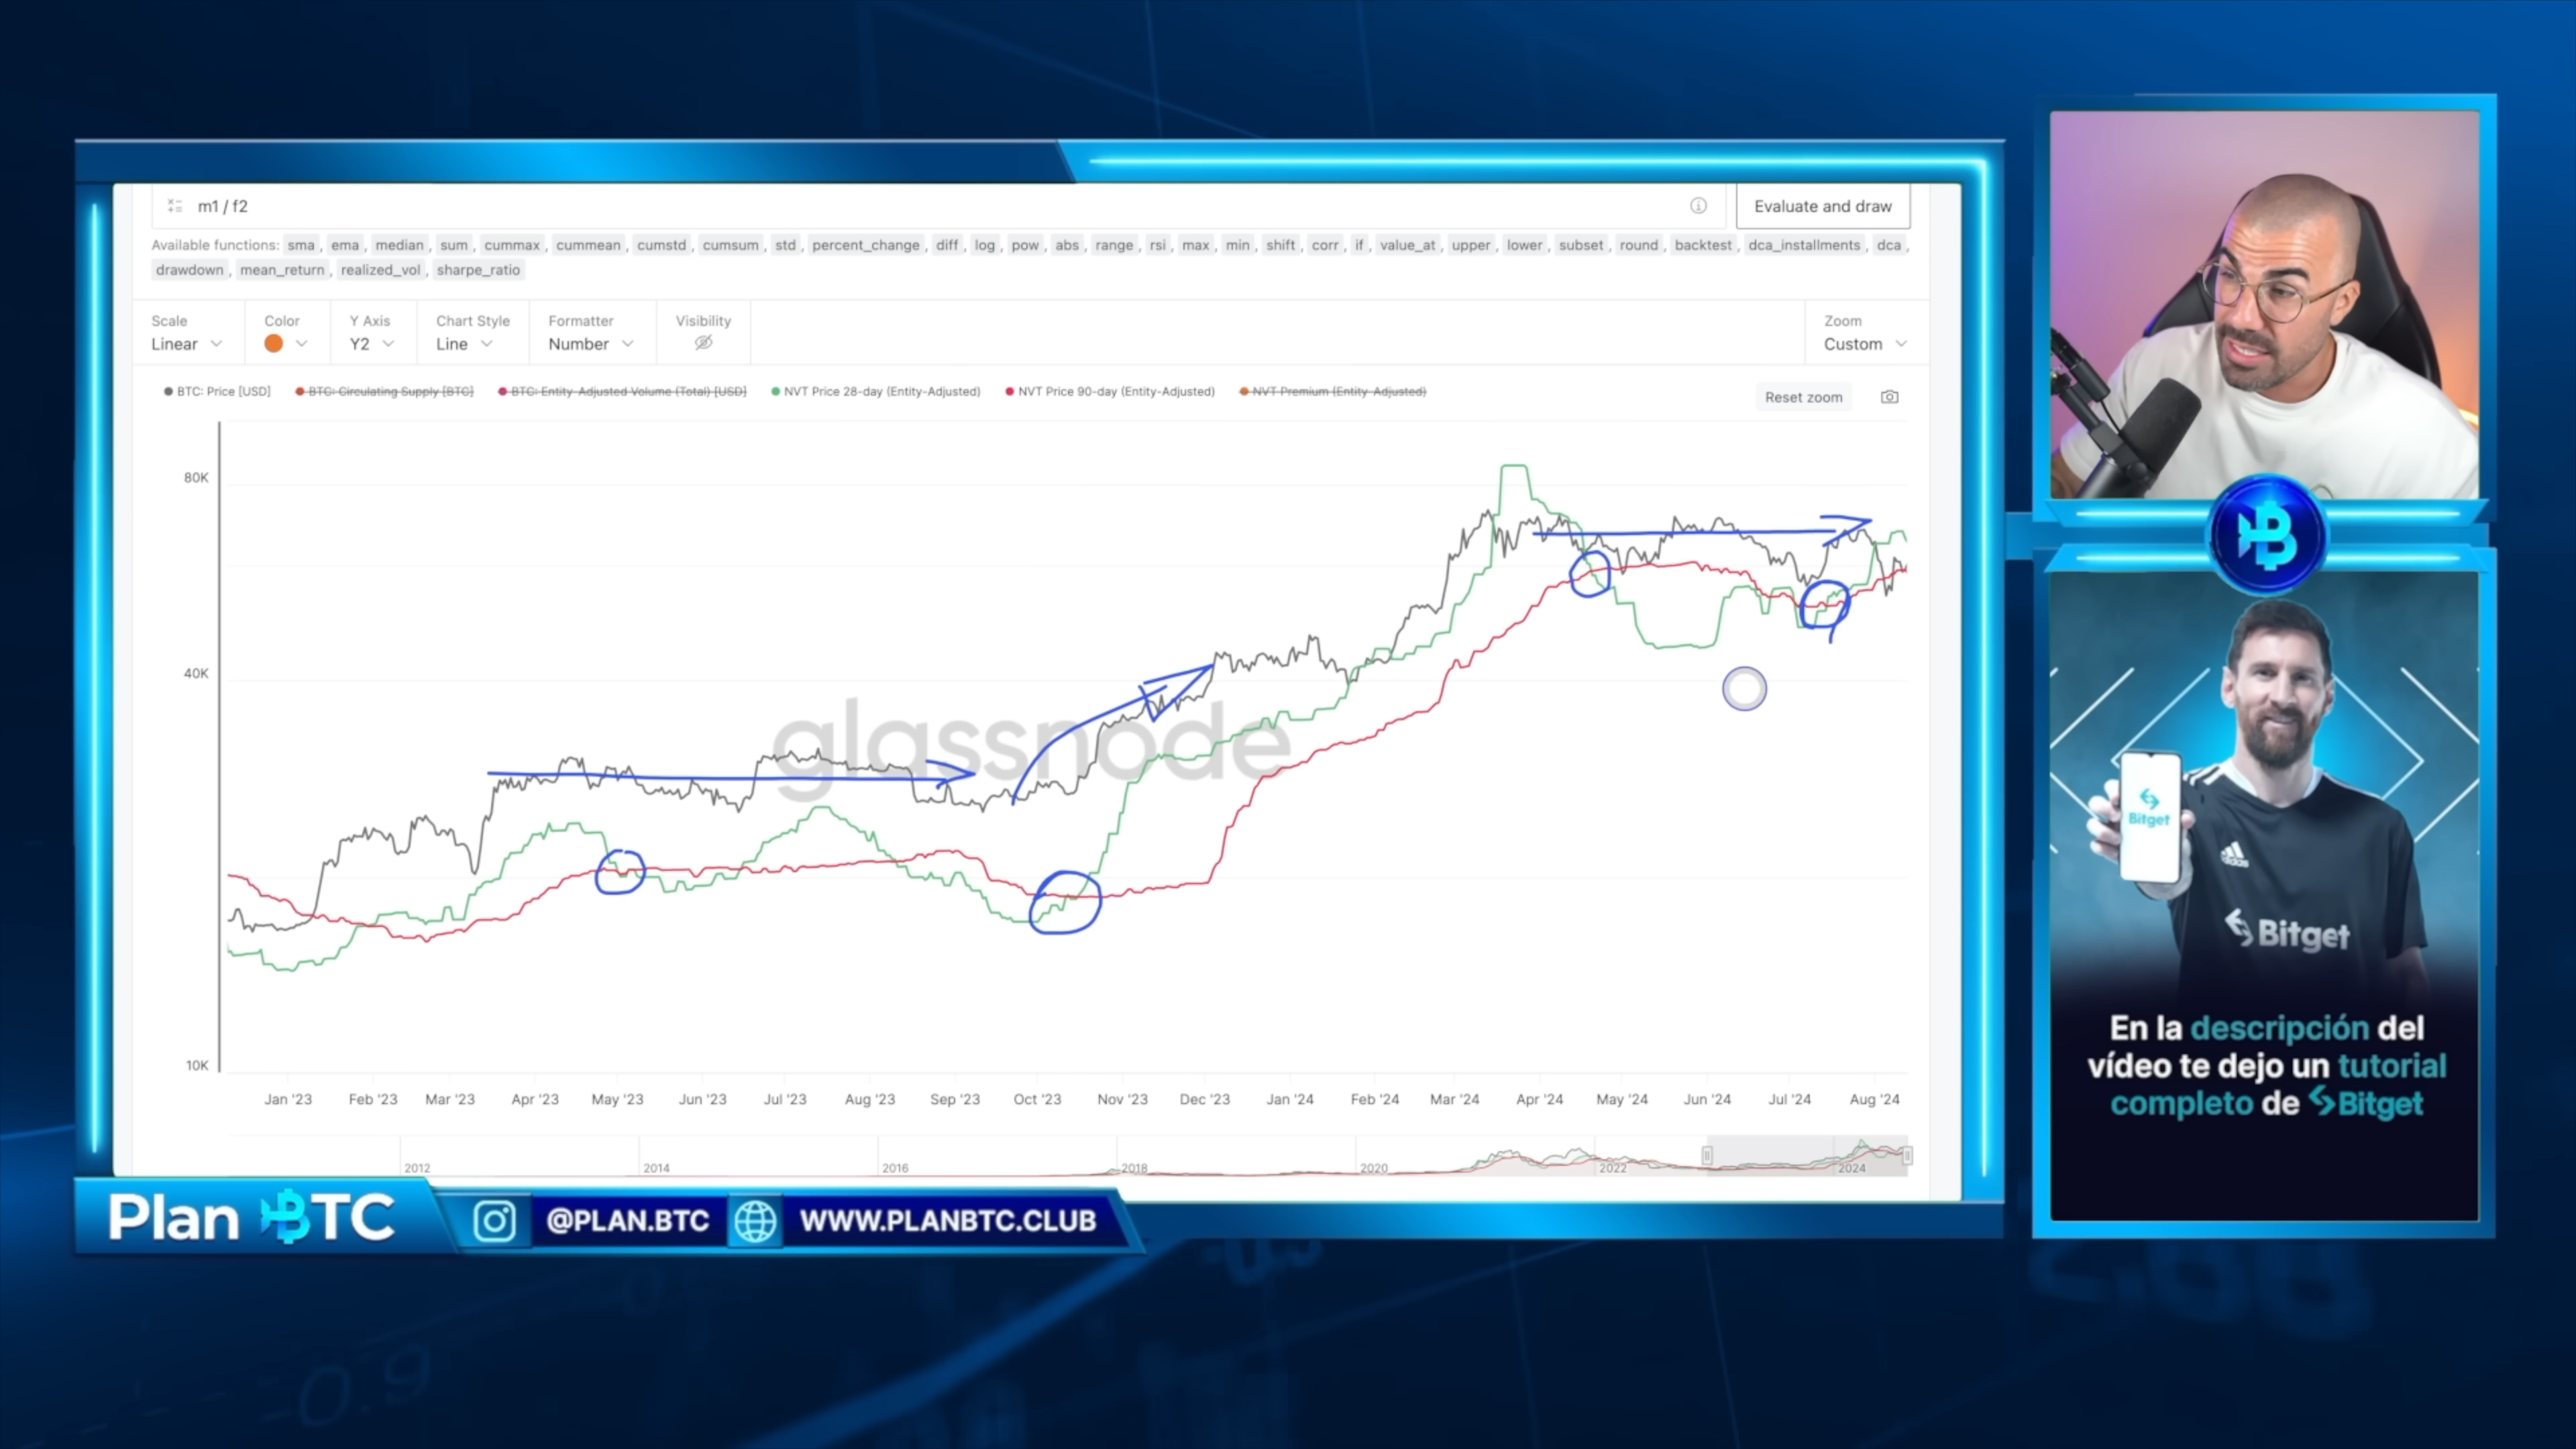 m1 / f2
Evaluate and draw
Available functions: sma , ema , median , sum , cummax , cummean , cumstd , cumsum , std , percent_change , diff , log , pow , abs , range , rsi , max , min , shift , corr , if , value_at , upper , lower , subset , round , backtest , dca_installments , dca ,
drawdown , mean_return , realized_vol , sharpe_ratio
Scale Color Y Axis Chart Style Formatter Visibility Zoom
Linear Y2 Line Number Custom
BTC: Price [USD] BTC: Circulating Supply [BTC] BTC: Entity-Adjusted Volume (Total) [USD] NVT Price 28-day (Entity-Adjusted) NVT Price 90-day (Entity-Adjusted) NVT Premium (Entity-Adjusted)
Reset zoom
80K
40K
10K
glassnode
Jan '23 Feb '23 Mar '23 Apr '23 May '23 Jun '23 Jul '23 Aug '23 Sep '23 Oct '23 Nov '23 Dec '23 Jan '24 Feb '24 Mar '24 Apr '24 May '24 Jun '24 Jul '24 Aug '24
2012 2014 2016 2018 2020 2022 2024
Plan BTC
@PLAN.BTC
WWW.PLANBTC.CLUB
Bitget
Bitget
En la descripción del
vídeo te dejo un tutorial
completo de Bitget